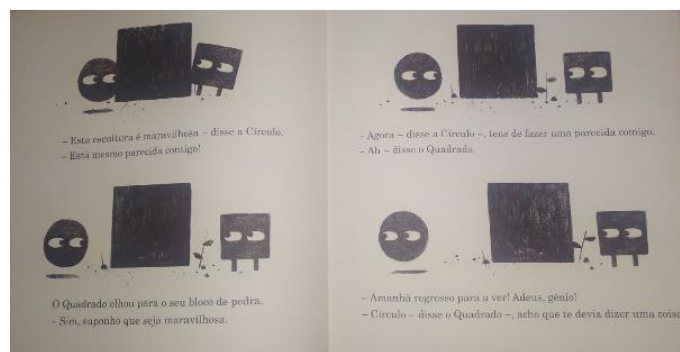 – Esta escultura é maravilhosa – disse a Círculo.
– Está mesmo parecida contigo!
O Quadrado olhou para o seu bloco de pedra.
– Sim, suponho que seja maravilhosa.
– Agora – disse a Círculo –, tens de fazer uma parecida comigo.
– Ah – disse o Quadrado.
– Amanhã regresso para a ver! Adeus, génio!
– Círculo – disse o Quadrado –, acho que te devia dizer uma